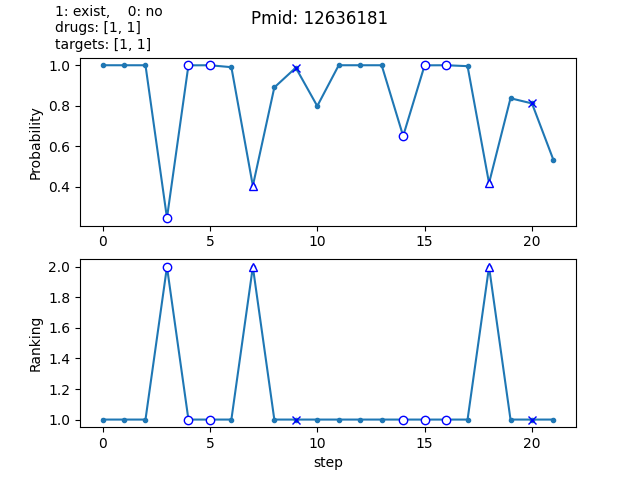 1: exist,    0: no
drugs: [1, 1]
targets: [1, 1]
Pmid: 12636181
Probability
1.0
0.8
0.6
0.4
0 5 10 15 20
Ranking
2.0
1.8
1.6
1.4
1.2
1.0
0 5 10 15 20
step